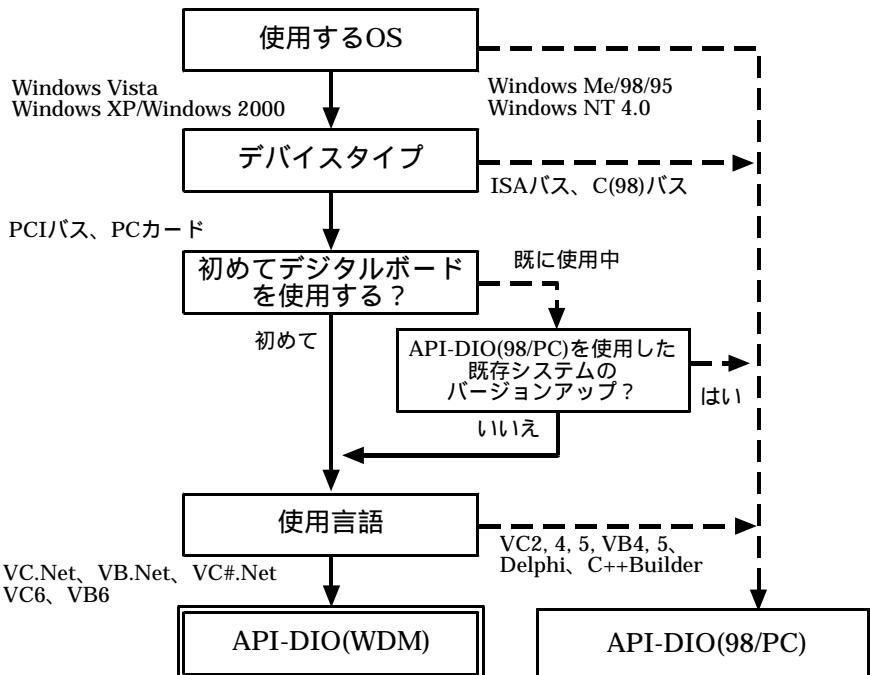 使用するOS
Windows Vista
Windows XP/Windows 2000
Windows Me/98/95
Windows NT 4.0
デバイスタイプ
ISAバス、C(98)バス
PCIバス、PCカード
初めてデジタルボード
を使用する？
既に使用中
初めて
API-DIO(98/PC)を使用した
既存システムの
バージョンアップ？
はい
いいえ
使用言語
VC2, 4, 5, VB4, 5、
Delphi、C++Builder
VC.Net、VB.Net、VC#.Net
VC6、VB6
API-DIO(WDM)
API-DIO(98/PC)